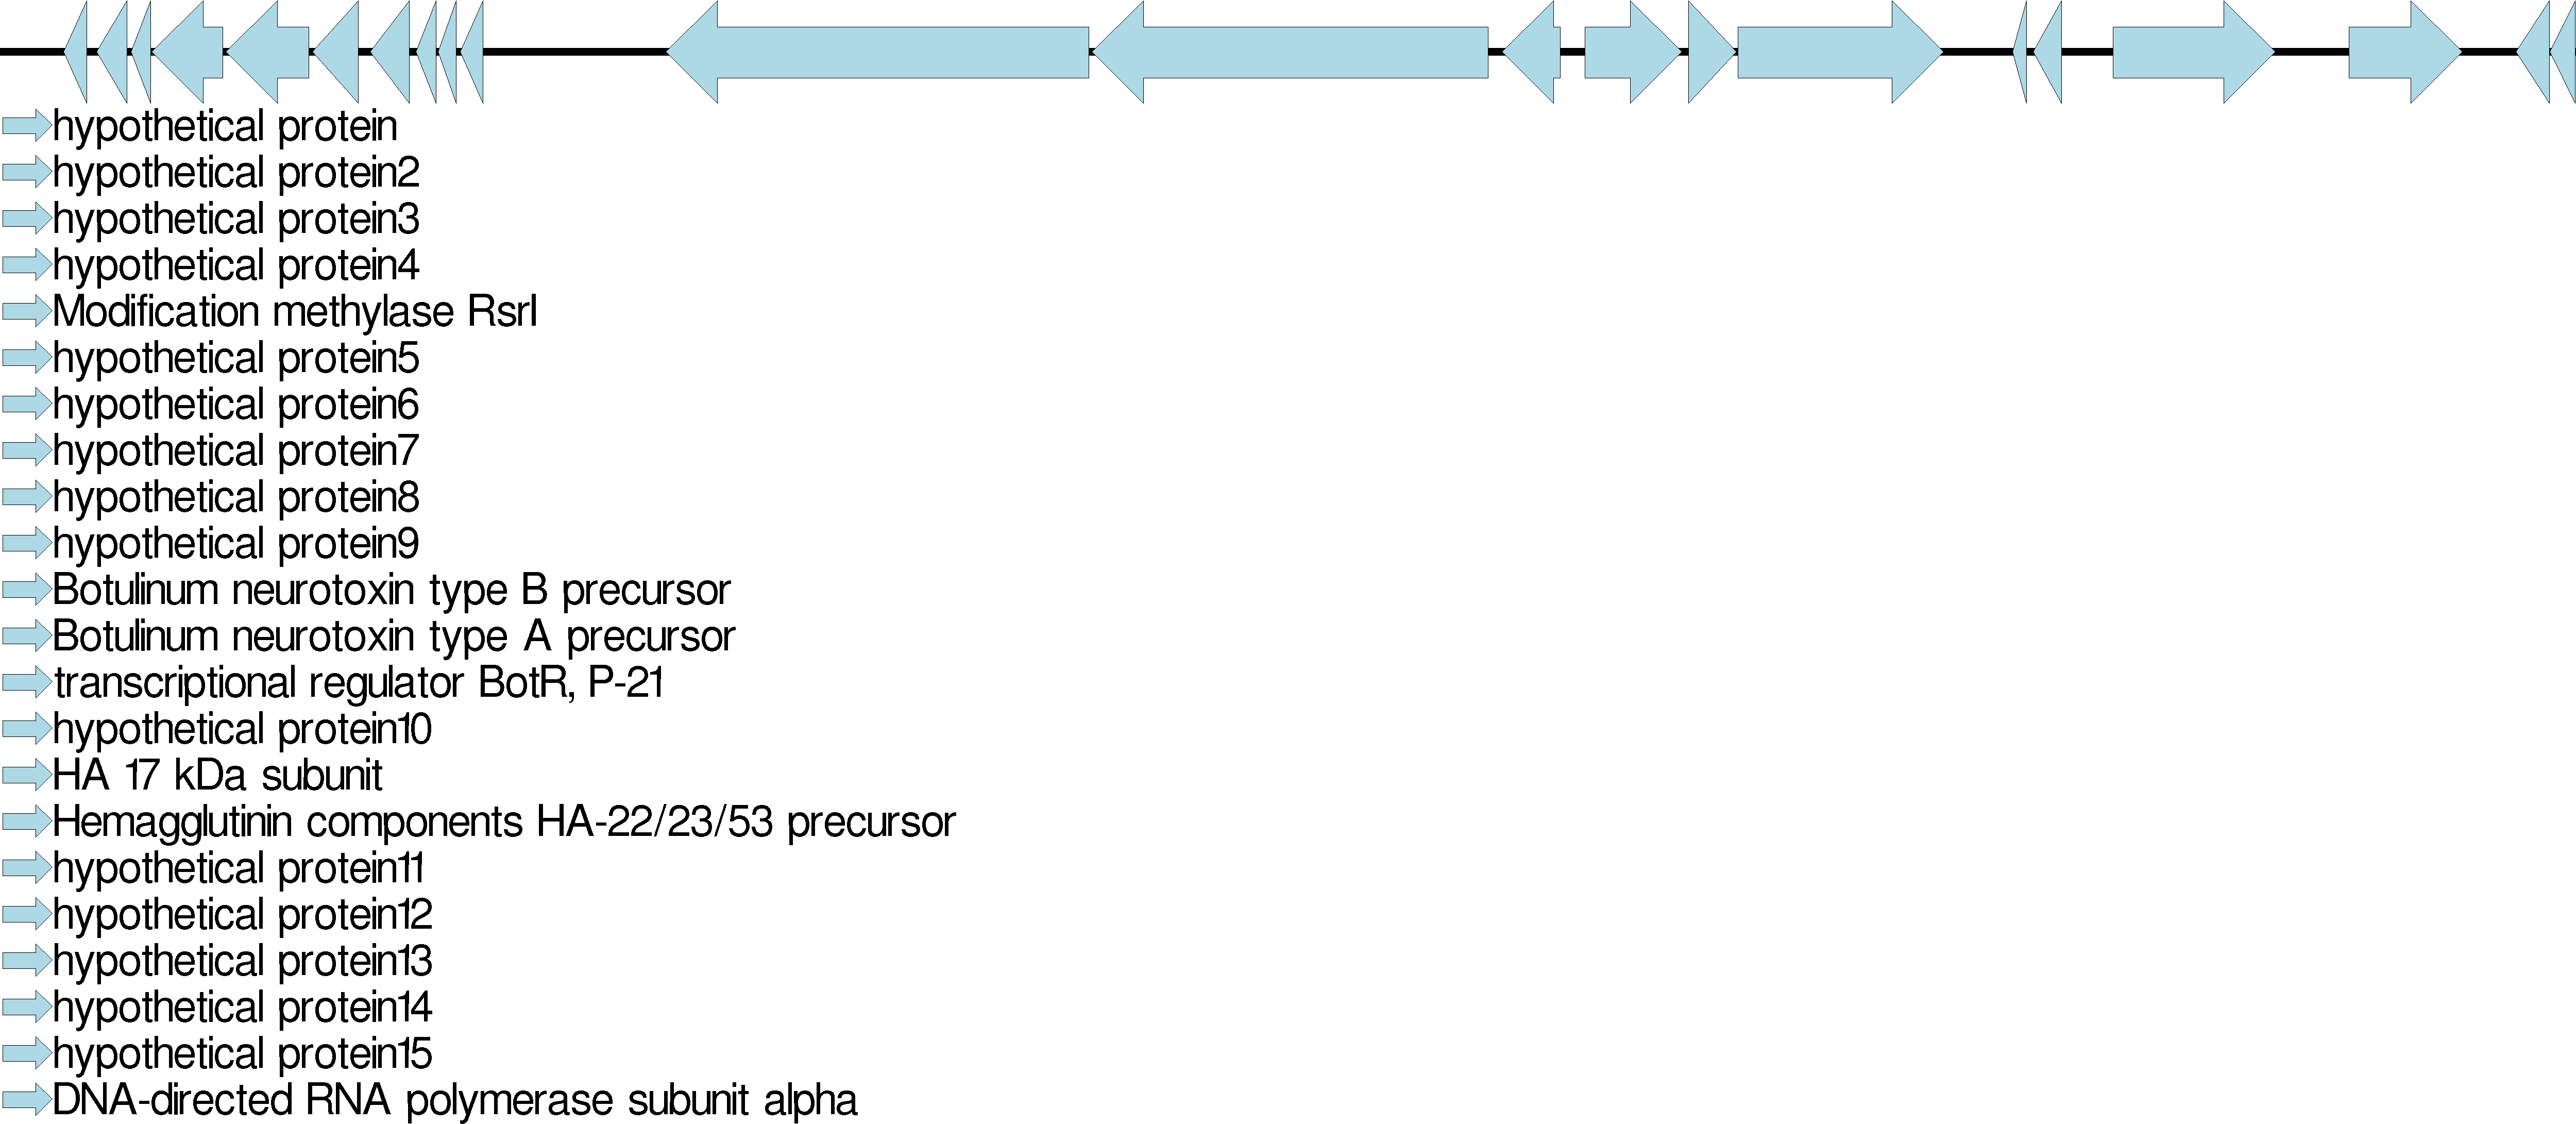 hypothetical protein
hypothetical protein2
hypothetical protein3
hypothetical protein4
Modification methylase RsrI
hypothetical protein5
hypothetical protein6
hypothetical protein7
hypothetical protein8
hypothetical protein9
Botulinum neurotoxin type B precursor
Botulinum neurotoxin type A precursor
transcriptional regulator BotR, P-21
hypothetical protein10
HA 17 kDa subunit
Hemagglutinin components HA-22/23/53 precursor
hypothetical protein11
hypothetical protein12
hypothetical protein13
hypothetical protein14
hypothetical protein15
DNA-directed RNA polymerase subunit alpha